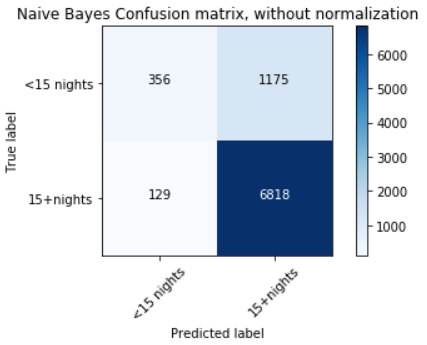 Naive Bayes Confusion matrix, without normalization
<15 nights
356
1175
15+nights
129
6818
True label
<15 nights
15+nights
Predicted label
6000
5000
4000
3000
2000
1000